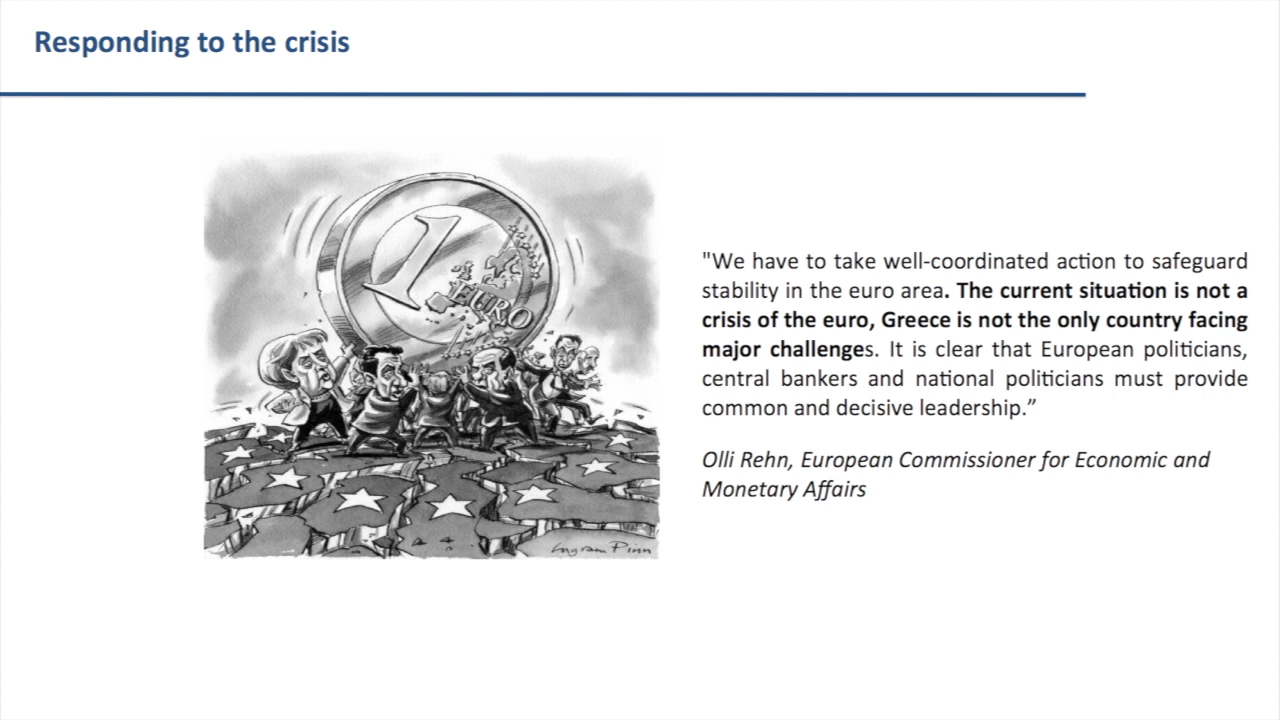 Responding to the crisis
1
EURO
"We have to take well-coordinated action to safeguard
stability in the euro area. The current situation is not a
crisis of the euro, Greece is not the only country facing
major challenges. It is clear that European politicians,
central bankers and national politicians must provide
common and decisive leadership.”
Olli Rehn, European Commissioner for Economic and
Monetary Affairs
Ingram Pinn